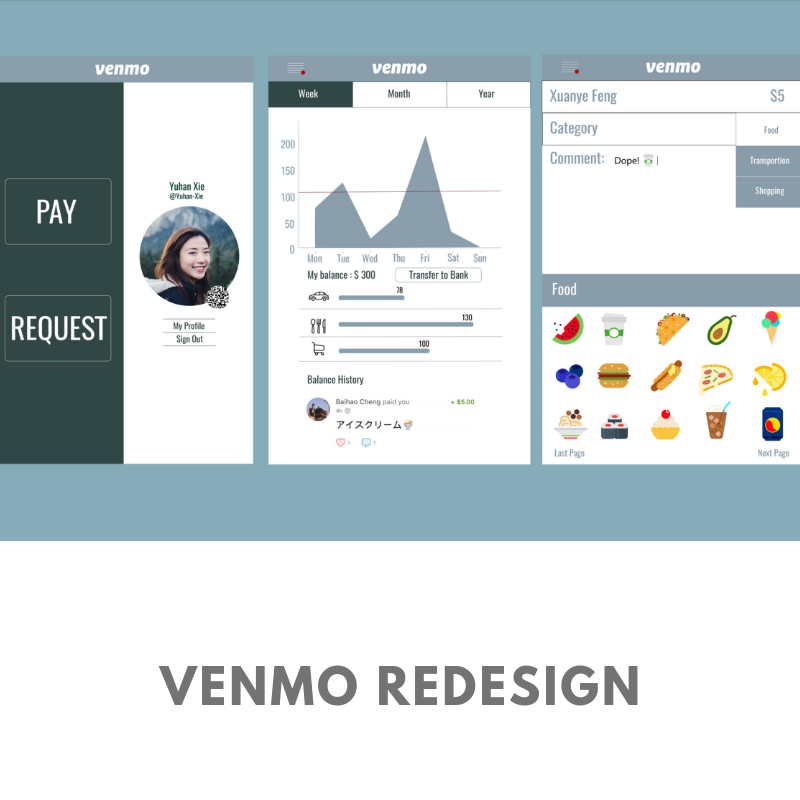 venmo
PAY
REQUEST
Yuhan Xie
@Yuhan-Xie
My Profile
Sign Out
venmo
Week Month Year
200
150
100
50
0
Mon Tue Wed Thu Fri Sat Sun
My balance : $ 300 Transfer to Bank
78
130
100
Balance History
Baihao Cheng paid you + $5.00
4h
アイスクリーム
1 1
venmo
Xuanye Feng $5
Category Food
Comment: Dope! Transportion
Shopping
Food
Last Page Next Page
VENMO REDESIGN